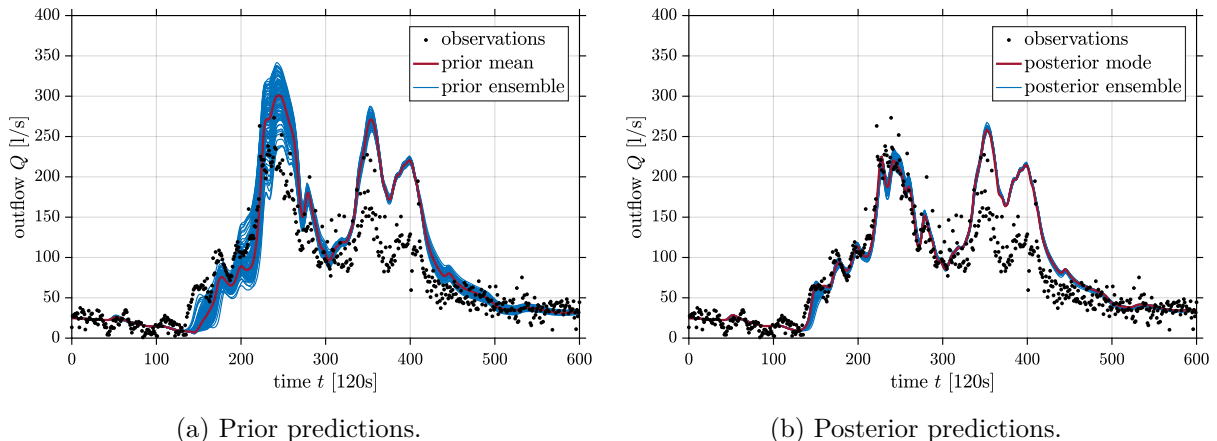 400
350
300
250
200
150
100
50
0
outflow Q [l/s]
observations
prior mean
prior ensemble
0 100 200 300 400 500 600
time t [120s]
(a) Prior predictions.
400
350
300
250
200
150
100
50
0
outflow Q [l/s]
observations
posterior mode
posterior ensemble
0 100 200 300 400 500 600
time t [120s]
(b) Posterior predictions.